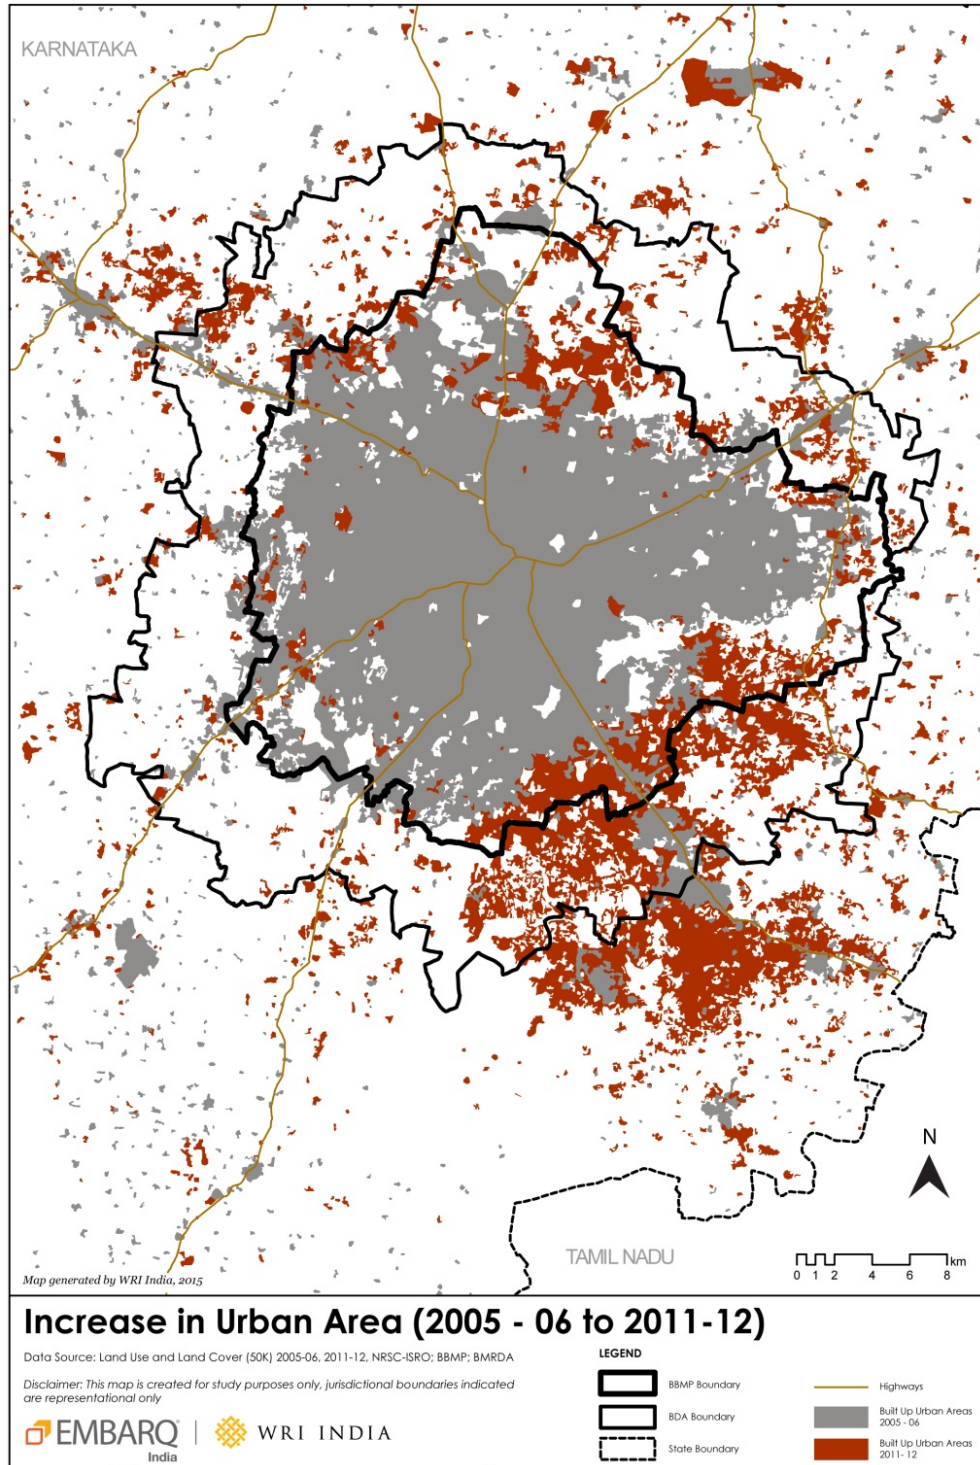 KARNATAKA
N
TAMIL NADU
km
0 1 2 4 6 8
Map generated by WRI India, 2015
Increase in Urban Area (2005 - 06 to 2011-12)
Data Source: Land Use and Land Cover (50K) 2005-06, 2011-12, NRSC-ISRO; BBMP; BMRDA
Disclaimer: This map is created for study purposes only, jurisdictional boundaries indicated
are representational only
EMBARQ
India
WRI INDIA
LEGEND
BBMP Boundary
BDA Boundary
State Boundary
Highways
Built Up Urban Areas
2005 - 06
Built Up Urban Areas
2011- 12